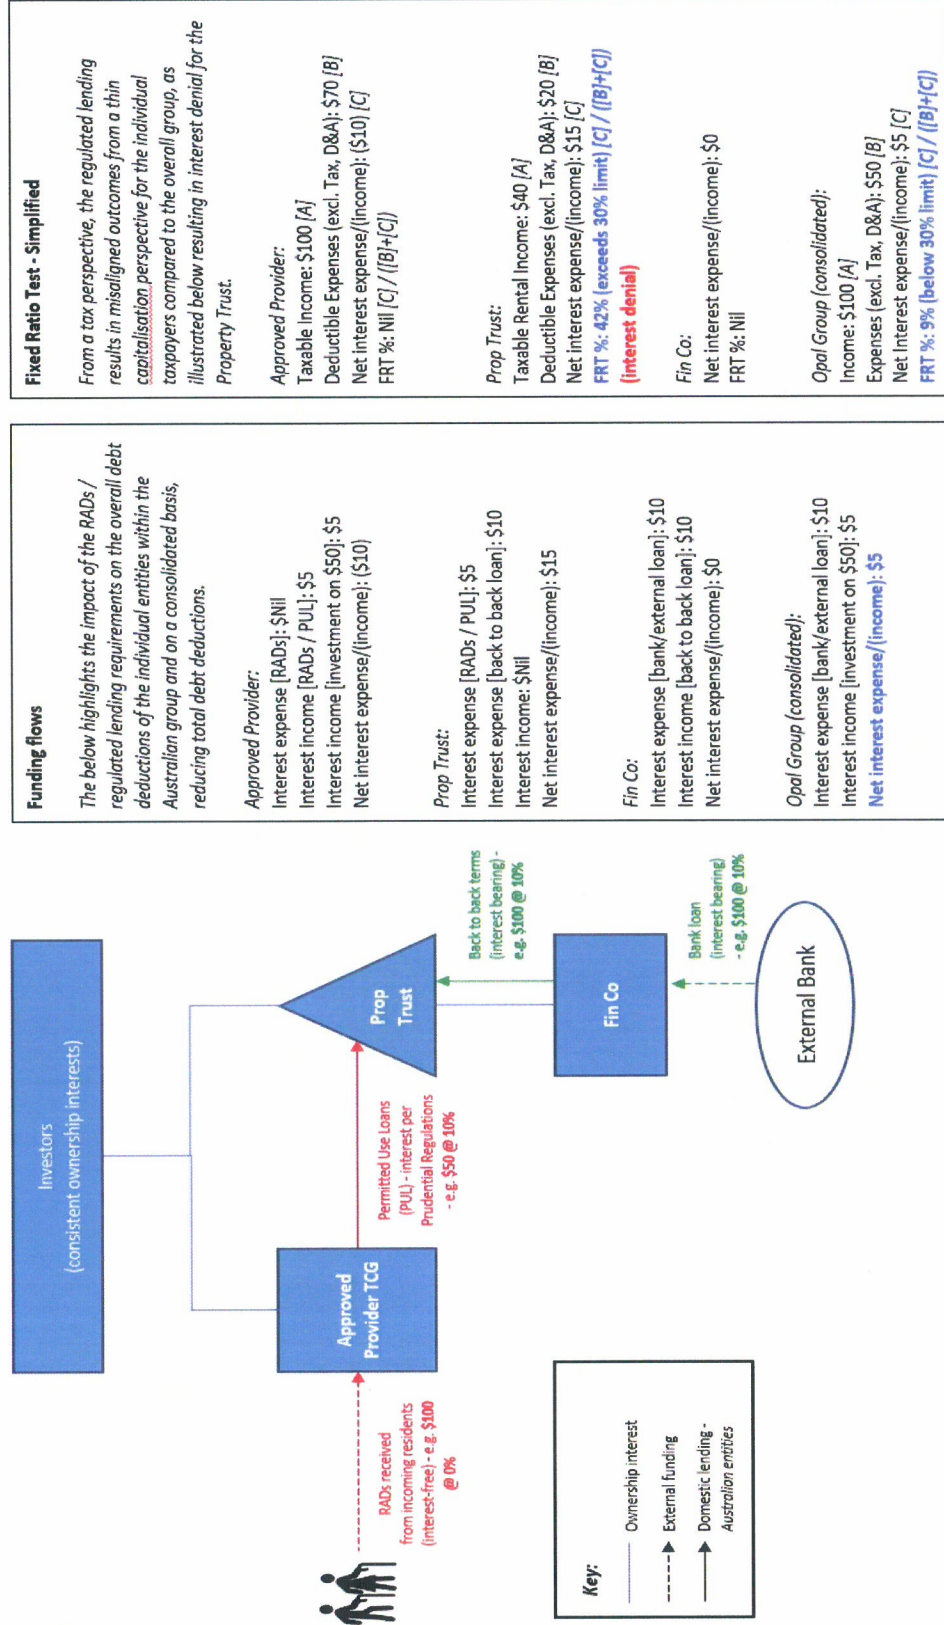 Investors
(consistent ownership interests)
Approved
Provider TCG
Prop
Trust
Fin Co
External Bank
RADs received
from incoming residents
(interest-free) - e.g. $100
@ 0%
Permitted Use Loans
(PUL) - interest per
Prudential Regulations
- e.g. $50 @ 10%
Back to back terms
(interest bearing) -
e.g. $100 @ 10%
Bank loan
(interest bearing)
- e.g. $100 @ 10%
Key:
Ownership interest
External funding
Domestic lending -
Australian entities
Funding flows
The below highlights the impact of the RADs /
regulated lending requirements on the overall debt
deductions of the individual entities within the
Australian group and on a consolidated basis,
reducing total debt deductions.
Approved Provider:
Interest expense [RADs]: $Nil
Interest income [RADs / PUL]: $5
Interest income [investment on $50]: $5
Net interest expense/(income): ($10)
Prop Trust:
Interest expense [RADs / PUL]: $5
Interest expense [back to back loan]: $10
Interest income: $Nil
Net interest expense/(income): $15
Fin Co:
Interest expense [bank/external loan]: $10
Interest income [back to back loan]: $10
Net interest expense/(income): $0
Opal Group (consolidated):
Interest expense [bank/external loan]: $10
Interest income [investment on $50]: $5
Net interest expense/(income): $5
Fixed Ratio Test - Simplified
From a tax perspective, the regulated lending
results in misaligned outcomes from a thin
capitalisation perspective for the individual
taxpayers compared to the overall group, as
illustrated below resulting in interest denial for the
Property Trust.
Approved Provider:
Taxable Income: $100 [A]
Deductible Expenses (excl. Tax, D&A): $70 [B]
Net interest expense/(income): ($10) [C]
FRT %: Nil [C] / ([B]+[C])
Prop Trust:
Taxable Rental Income: $40 [A]
Deductible Expenses (excl. Tax, D&A): $20 [B]
Net interest expense/(income): $15 [C]
FRT %: 42% (exceeds 30% limit) [C] / ([B]+[C])
(interest denial)
Fin Co:
Net interest expense/(income): $0
FRT %: Nil
Opal Group (consolidated):
Income: $100 [A]
Expenses (excl. Tax, D&A): $50 [B]
Net Interest expense/(income): $5 [C]
FRT %: 9% (below 30% limit) [C] / ([B]+[C])